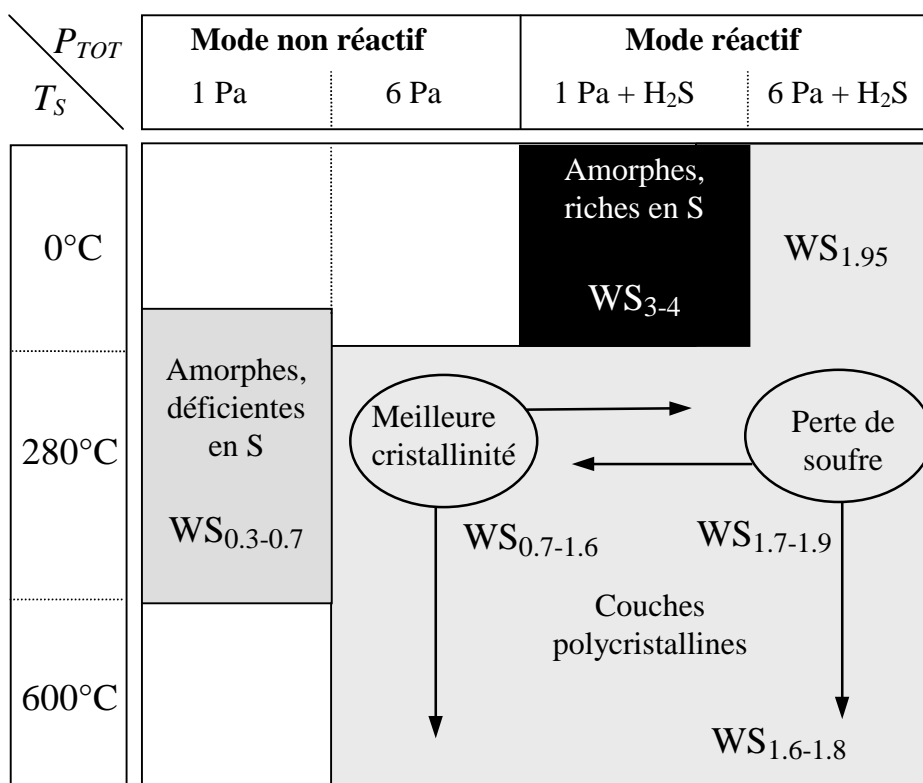 P_TOT
T_S
Mode non réactif
Mode réactif
1 Pa
6 Pa
1 Pa + H₂S
6 Pa + H₂S
0°C
Amorphes,
riches en S
WS₃₋₄
WS₁.₉₅
280°C
Amorphes,
déficientes
en S
WS₀.₃₋₀.₇
Meilleure
cristallinité
Perte de
soufre
WS₀.₇₋₁.₆
WS₁.₇₋₁.₉
Couches
polycristallines
600°C
WS₁.₆₋₁.₈